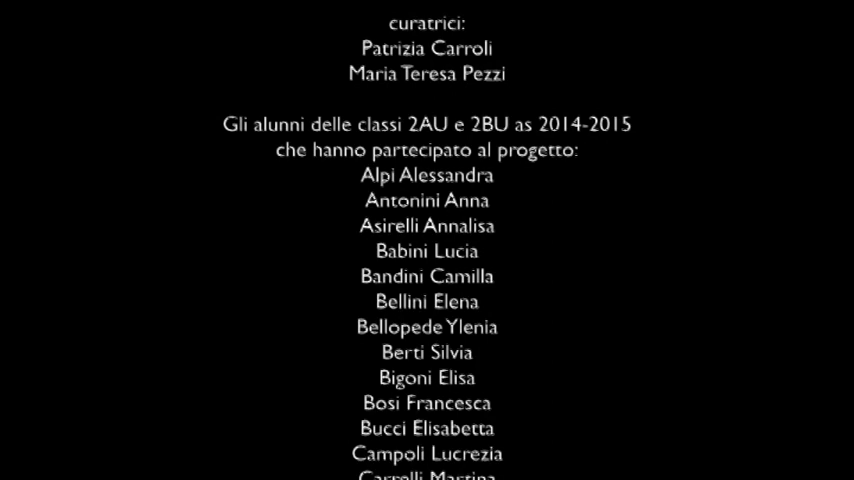 curatrici:
Patrizia Carroli
Maria Teresa Pezzi
Gli alunni delle classi 2AU e 2BU as 2014-2015
che hanno partecipato al progetto:
Alpi Alessandra
Antonini Anna
Asirelli Annalisa
Babini Lucia
Bandini Camilla
Bellini Elena
Bellopede Ylenia
Berti Silvia
Bigoni Elisa
Bosi Francesca
Bucci Elisabetta
Campoli Lucrezia
Carrelli Martina